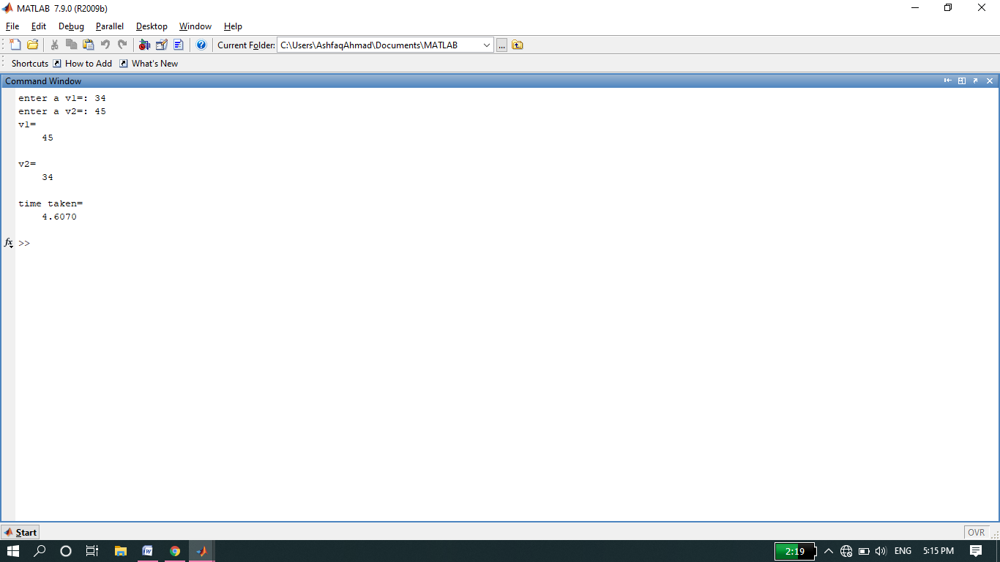 MATLAB 7.9.0 (R2009b)
File Edit Debug Parallel Desktop Window Help
Current Folder: C:\Users\AshfaqAhmad\Documents\MATLAB ...
Shortcuts How to Add What's New
Command Window
enter a v1=: 34
enter a v2=: 45
v1=
45
v2=
34
time taken=
4.6070
fx >>
Start OVR
2:19 ENG 5:15 PM